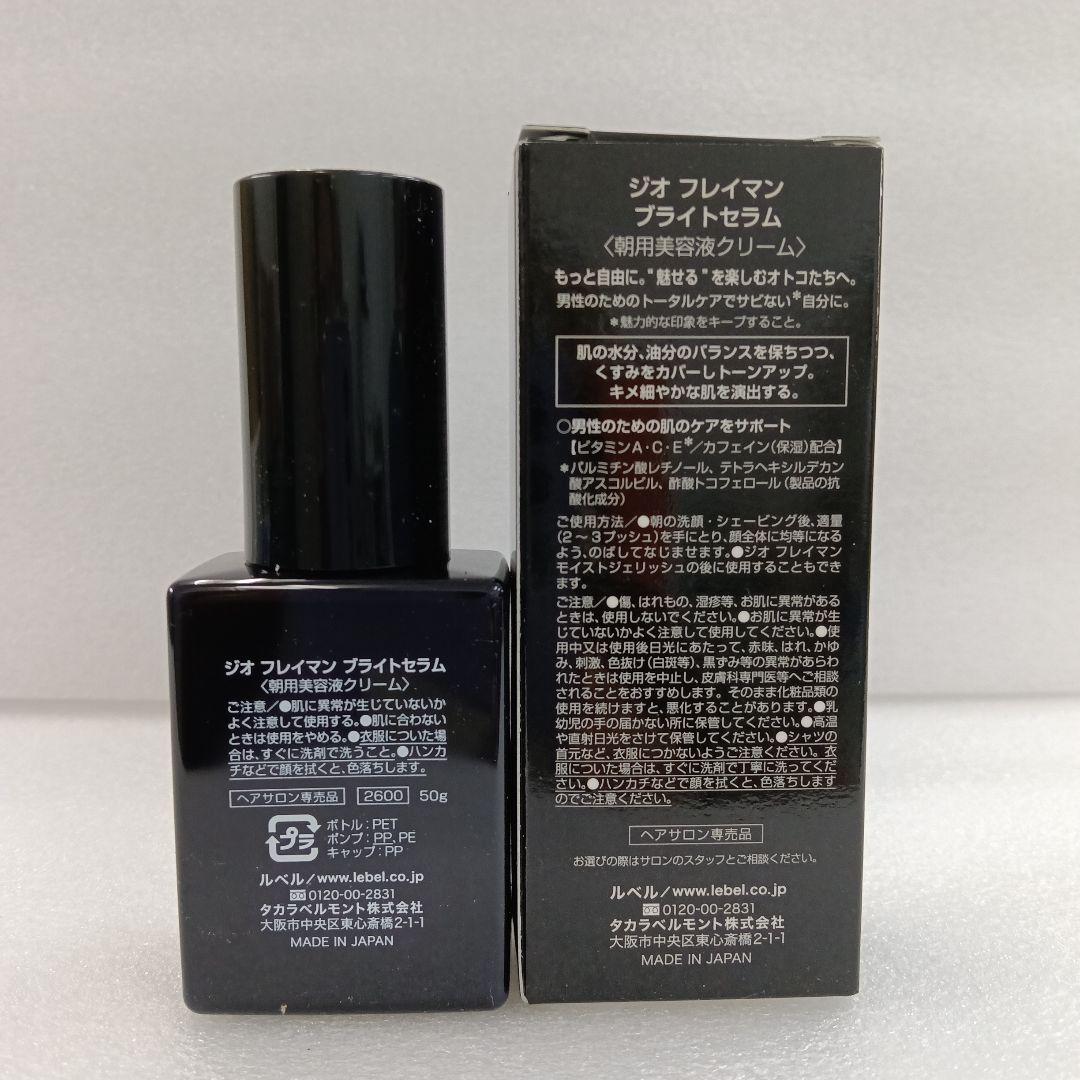 ジオ フレイマン ブライトセラム
〈朝用美容液クリーム〉
ご注意/●肌に異常が生じていないか
よく注意して使用する。●肌に合わない
ときは使用をやめる。●衣服についた場
合は、すぐに洗剤で洗うこと。●ハンカ
チなどで顔を拭くと、色落ちします。
ヘアサロン専売品 2600 50g
プラ
ボトル:PET
ポンプ:PP、PE
キャップ:PP
ルベル/www.lebel.co.jp
0120-00-2831
タカラベルモント株式会社
大阪市中央区東心斎橋2-1-1
MADE IN JAPAN
ジオ フレイマン
ブライトセラム
〈朝用美容液クリーム〉
もっと自由に。“魅せる”を楽しむオトコたちへ。
男性のためのトータルケアでサビない*自分に。
*魅力的な印象をキープすること。
肌の水分、油分のバランスを保ちつつ、
くすみをカバーしトーンアップ。
キメ細やかな肌を演出する。
○男性のための肌のケアをサポート
【ビタミンA・C・E*/カフェイン(保湿)配合】
*パルミチン酸レチノール、テトラヘキシルデカン
酸アスコルビル、酢酸トコフェロール(製品の抗
酸化成分)
ご使用方法/●朝の洗顔・シェービング後、適量
(2〜3プッシュ)を手にとり、顔全体に均等になる
よう、のばしてなじませます。●ジオ フレイマン
モイストジェリッシュの後に使用することもでき
ます。
ご注意/●傷、はれもの、湿疹等、お肌に異常がある
ときは、使用しないでください。●お肌に異常が生
じていないかよく注意して使用してください。●使
用中又は使用後日光にあたって、赤味、はれ、かゆ
み、刺激、色抜け(白斑等)、黒ずみ等の異常があらわ
れたときは使用を中止し、皮膚科専門医等へご相談
されることをおすすめします。そのまま化粧品類の
使用を続けますと、悪化することがあります。●乳
幼児の手の届かない所に保管してください。●高温
や直射日光をさけて保管してください。●シャツの
首元など、衣服につかないようご注意ください。衣
服についた場合は、すぐに洗剤で丁寧に洗ってくだ
さい。●ハンカチなどで顔を拭くと、色落ちします
のでご注意ください。
ヘアサロン専売品
お選びの際はサロンのスタッフとご相談ください。
ルベル/www.lebel.co.jp
0120-00-2831
タカラベルモント株式会社
大阪市中央区東心斎橋2-1-1
MADE IN JAPAN